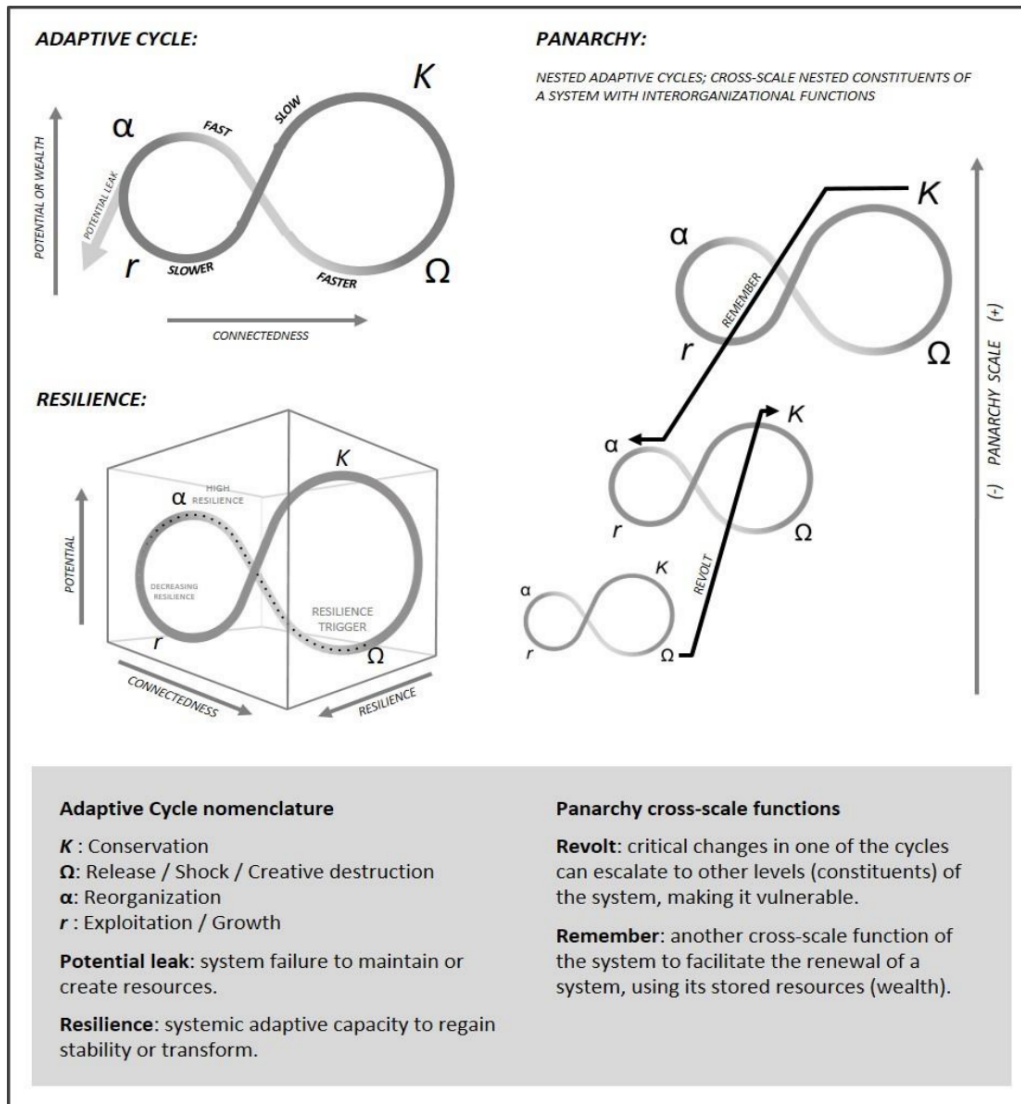 ADAPTIVE CYCLE:
POTENTIAL OR WEALTH
α
FAST
SLOW
K
POTENTIAL LEAK
r
SLOWER
FASTER
Ω
CONNECTEDNESS
RESILIENCE:
POTENTIAL
α
HIGH
RESILIENCE
K
DECREASING
RESILIENCE
RESILIENCE
TRIGGER
r
Ω
CONNECTEDNESS
RESILIENCE
PANARCHY:
NESTED ADAPTIVE CYCLES; CROSS-SCALE NESTED CONSTITUENTS OF
A SYSTEM WITH INTERORGANIZATIONAL FUNCTIONS
K
α
REMEMBER
r
Ω
K
α
r
Ω
REVOLT
K
α
r
Ω
(-) PANARCHY SCALE (+)
Adaptive Cycle nomenclature
K : Conservation
Ω: Release / Shock / Creative destruction
α: Reorganization
r : Exploitation / Growth
Potential leak: system failure to maintain or
create resources.
Resilience: systemic adaptive capacity to regain
stability or transform.
Panarchy cross-scale functions
Revolt: critical changes in one of the cycles
can escalate to other levels (constituents) of
the system, making it vulnerable.
Remember: another cross-scale function of
the system to facilitate the renewal of a
system, using its stored resources (wealth).